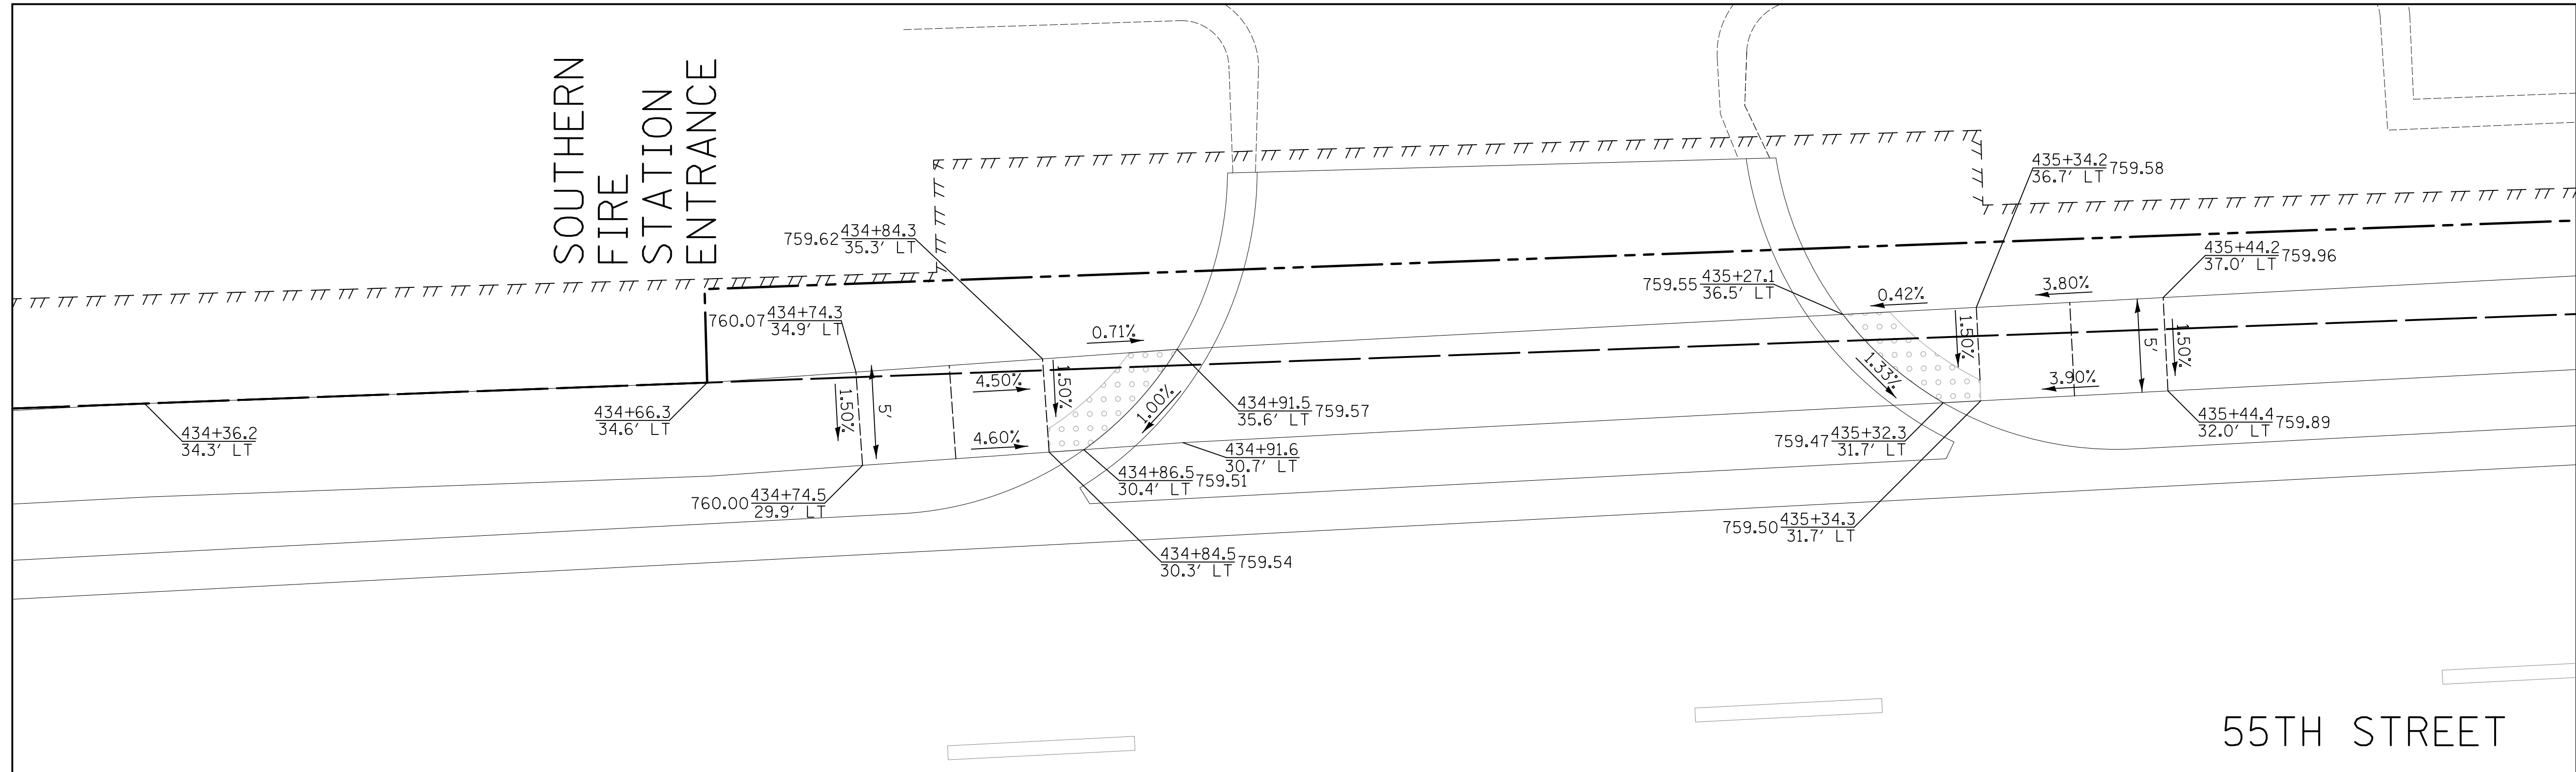 SOUTHERN
FIRE
STATION
ENTRANCE
434+36.2
34.3' LT
434+66.3
34.6' LT
760.07 434+74.3
34.9' LT
759.62 434+84.3
35.3' LT
1.50%
5'
760.00 434+74.5
29.9' LT
4.50%
4.60%
1.50%
0.71%
1.00%
434+91.5 759.57
35.6' LT
434+91.6
30.7' LT
434+86.5 759.51
30.4' LT
434+84.5 759.54
30.3' LT
759.55 435+27.1
36.5' LT
0.42%
1.33%
1.50%
435+34.2 759.58
36.7' LT
3.80%
3.90%
5'
1.50%
435+44.2 759.96
37.0' LT
435+44.4 759.89
32.0' LT
759.47 435+32.3
31.7' LT
759.50 435+34.3
31.7' LT
55TH STREET